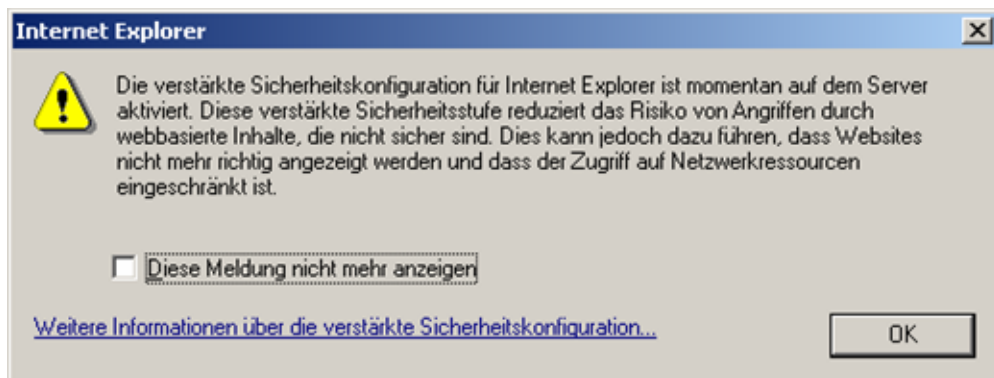 Internet Explorer
Die verstärkte Sicherheitskonfiguration für Internet Explorer ist momentan auf dem Server
aktiviert. Diese verstärkte Sicherheitsstufe reduziert das Risiko von Angriffen durch
webbasierte Inhalte, die nicht sicher sind. Dies kann jedoch dazu führen, dass Websites
nicht mehr richtig angezeigt werden und dass der Zugriff auf Netzwerkressourcen
eingeschränkt ist.
Diese Meldung nicht mehr anzeigen
Weitere Informationen über die verstärkte Sicherheitskonfiguration...
OK